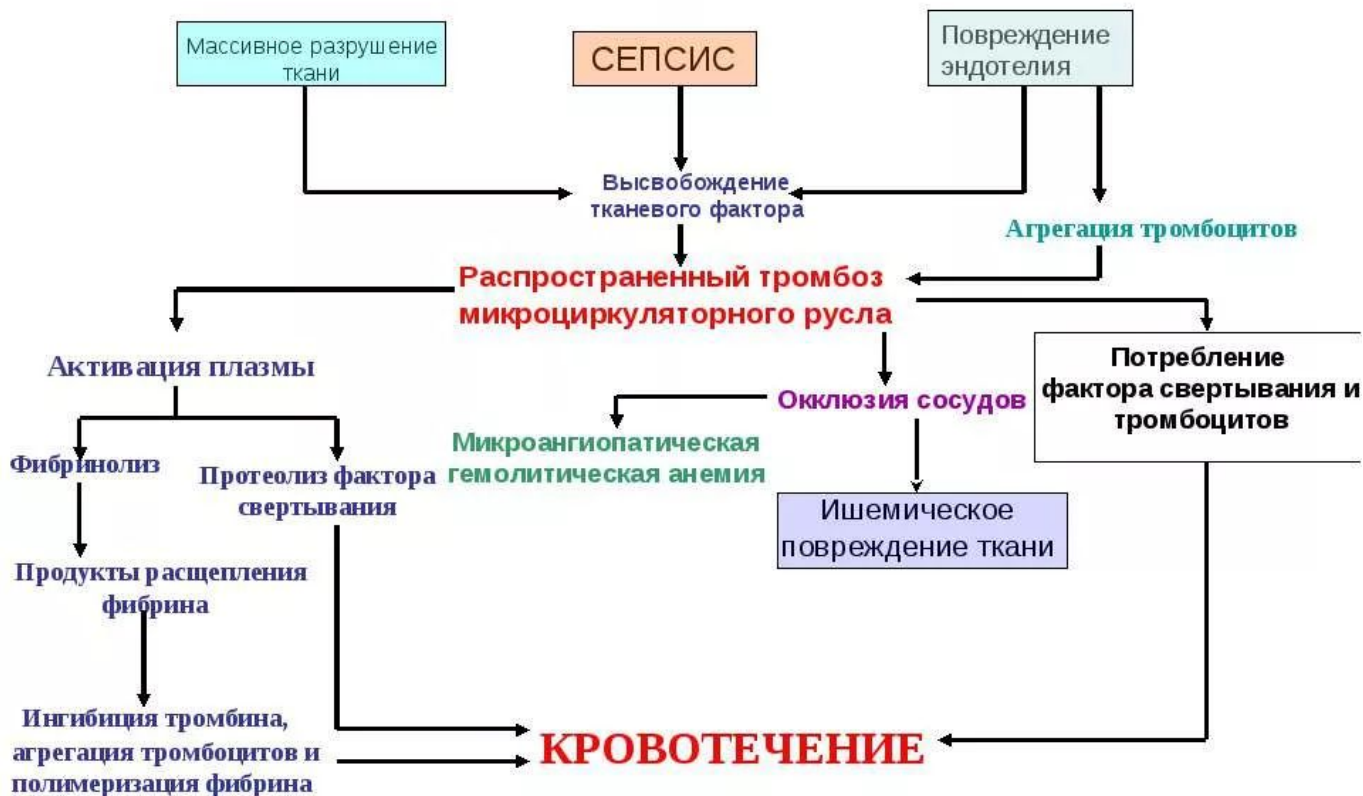 Массивное разрушение
ткани
СЕПСИС
Повреждение
эндотелия
Высвобождение
тканевого фактора
Агрегация тромбоцитов
Распространенный тромбоз
микроциркуляторного русла
Активация плазмы
Окклюзия сосудов
Потребление
фактора свертывания и
тромбоцитов
Микроангиопатическая
гемолитическая анемия
Фибринолиз
Протеолиз фактора
свертывания
Ишемическое
повреждение ткани
Продукты расщепления
фибрина
Ингибиция тромбина,
агрегация тромбоцитов и
полимеризация фибрина
КРОВОТЕЧЕНИЕ